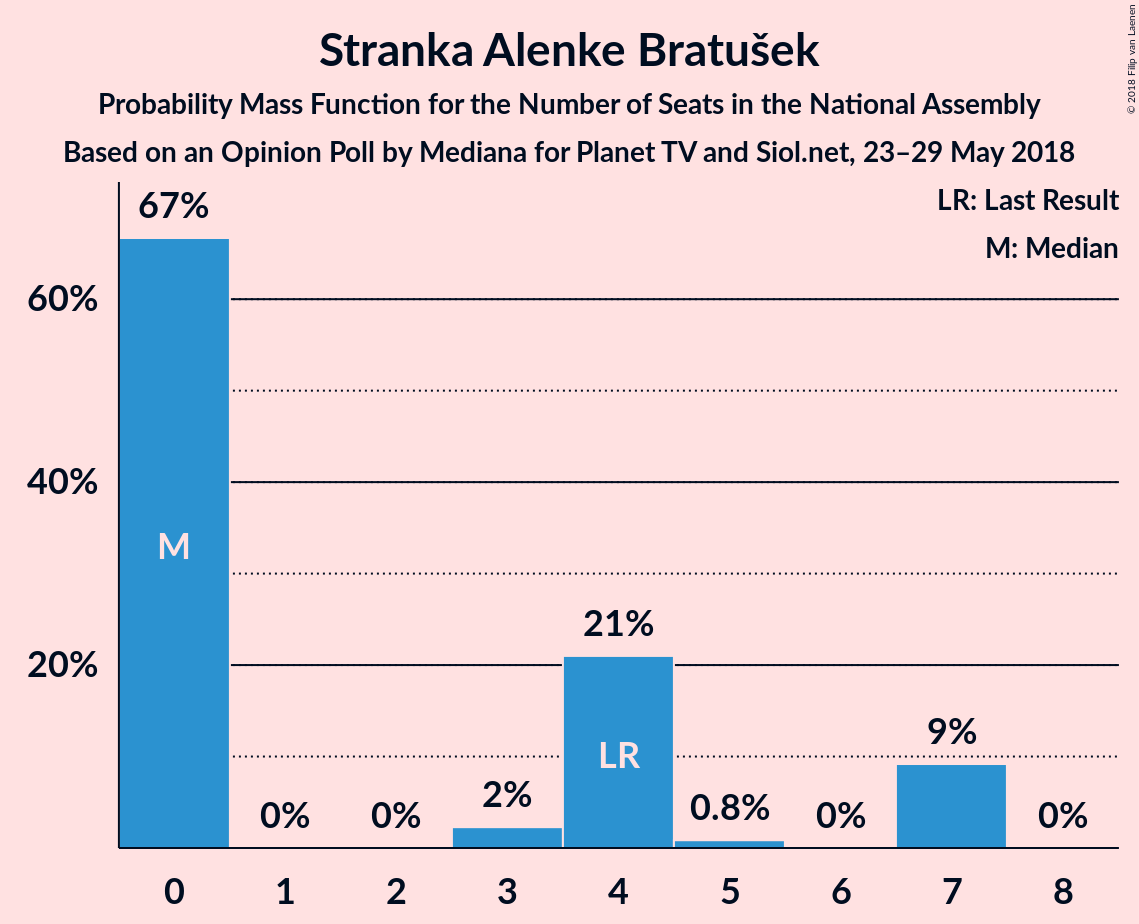 Stranka Alenke Bratušek
Probability Mass Function for the Number of Seats in the National Assembly
Based on an Opinion Poll by Mediana for Planet TV and Siol.net, 23–29 May 2018
© 2018 Filip van Laenen
LR: Last Result
M: Median
67%
60%
40%
M
21%
20%
LR
9%
2%
0.8%
0%
0%
0%
0%
0 1 2 3 4 5 6 7 8